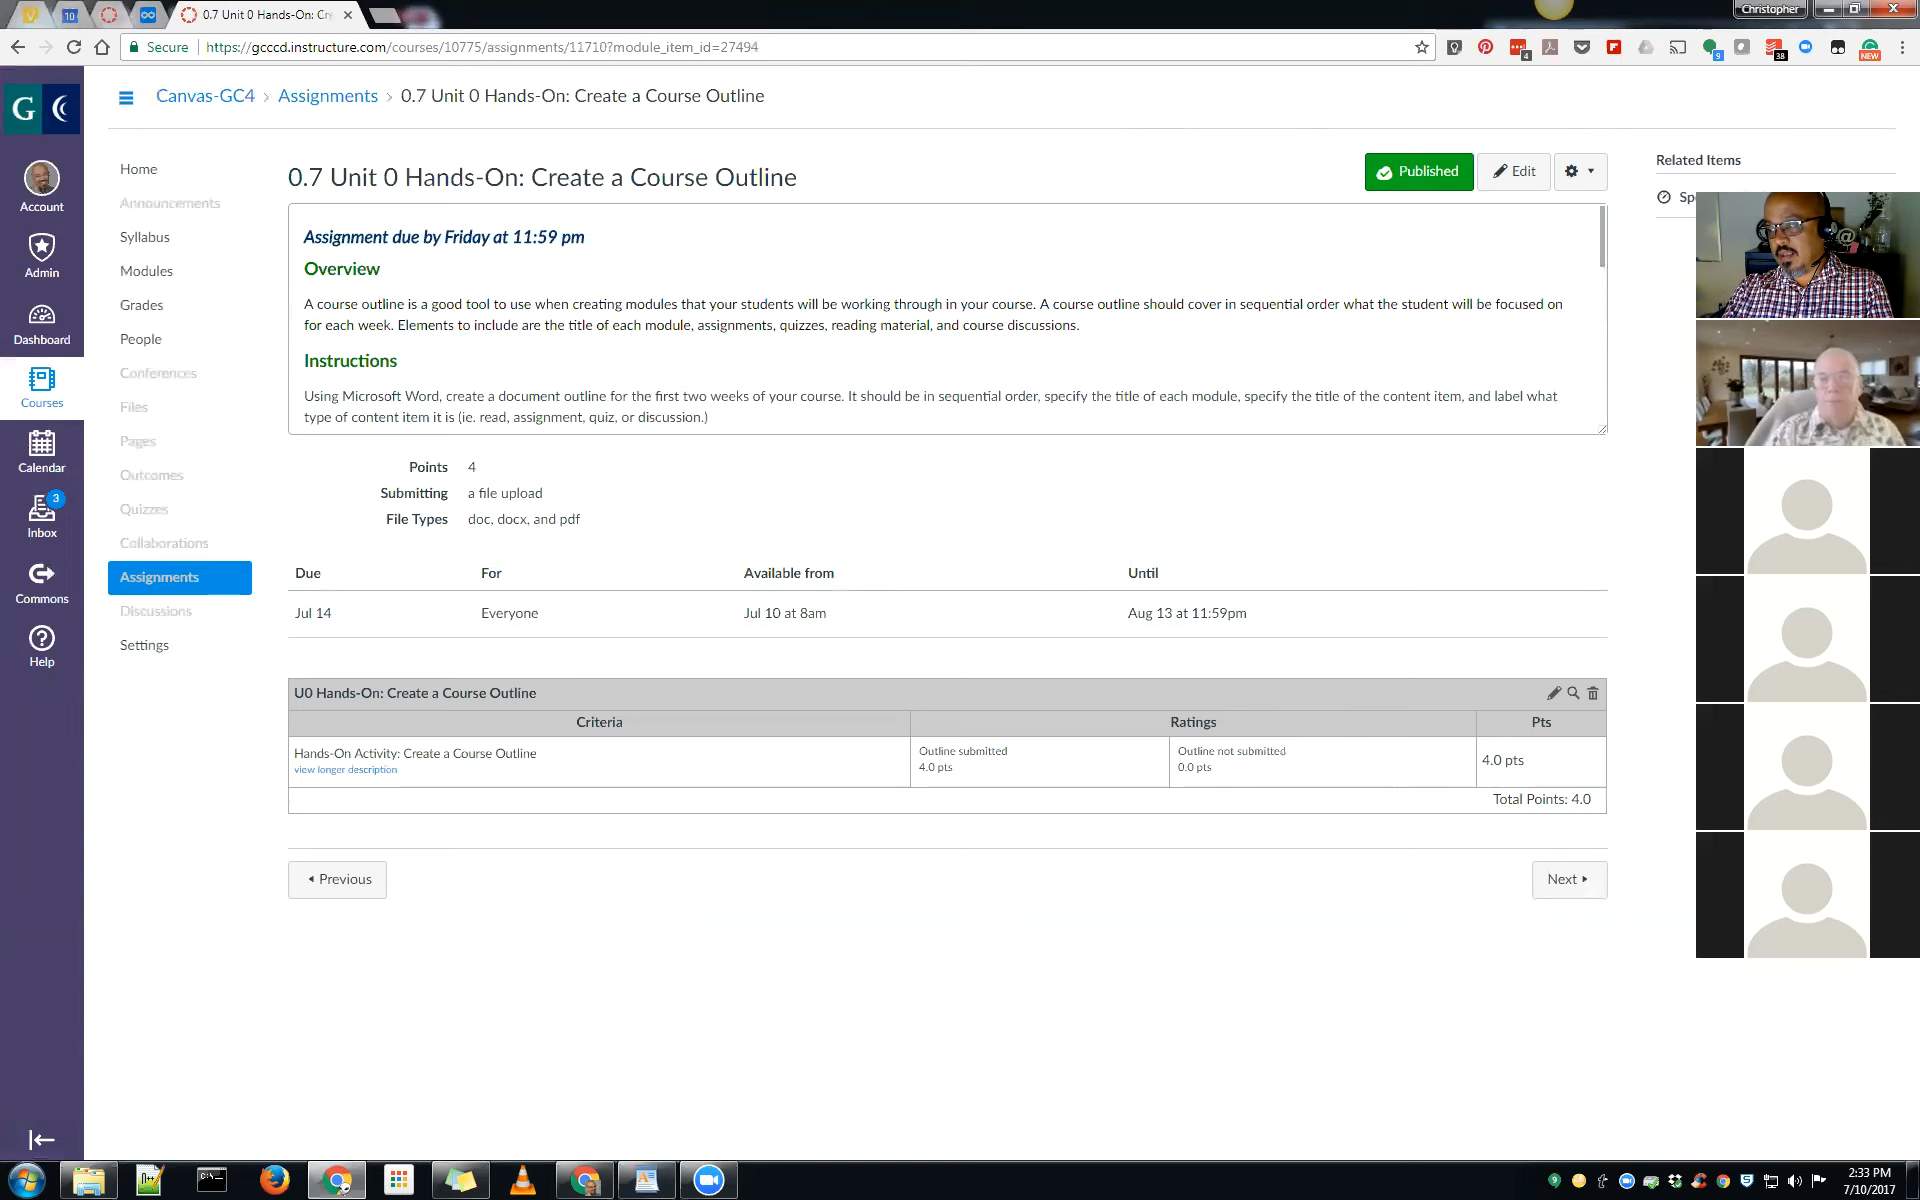 0.7 Unit 0 Hands-On: Cr
Christopher
Secure
https://gcccd.instructure.com/courses/10775/assignments/11710?module_item_id=27494
4
9
38
NEW
Canvas-GC4 › Assignments › 0.7 Unit 0 Hands-On: Create a Course Outline
G
Account
Admin
Dashboard
Courses
Calendar
3
Inbox
Commons
Help
Home
Announcements
Syllabus
Modules
Grades
People
Conferences
Files
Pages
Outcomes
Quizzes
Collaborations
Assignments
Discussions
Settings
0.7 Unit 0 Hands-On: Create a Course Outline
Published
Edit
Related Items
Sp
Assignment due by Friday at 11:59 pm
Overview
A course outline is a good tool to use when creating modules that your students will be working through in your course. A course outline should cover in sequential order what the student will be focused on
for each week. Elements to include are the title of each module, assignments, quizzes, reading material, and course discussions.
Instructions
Using Microsoft Word, create a document outline for the first two weeks of your course. It should be in sequential order, specify the title of each module, specify the title of the content item, and label what
type of content item it is (ie. read, assignment, quiz, or discussion.)
Points 4
Submitting a file upload
File Types doc, docx, and pdf
Due For Available from Until
Jul 14 Everyone Jul 10 at 8am Aug 13 at 11:59pm
U0 Hands-On: Create a Course Outline
Criteria Ratings Pts
Hands-On Activity: Create a Course Outline
view longer description
Outline submitted
4.0 pts
Outline not submitted
0.0 pts
4.0 pts
Total Points: 4.0
Previous
Next
2:33 PM
7/10/2017